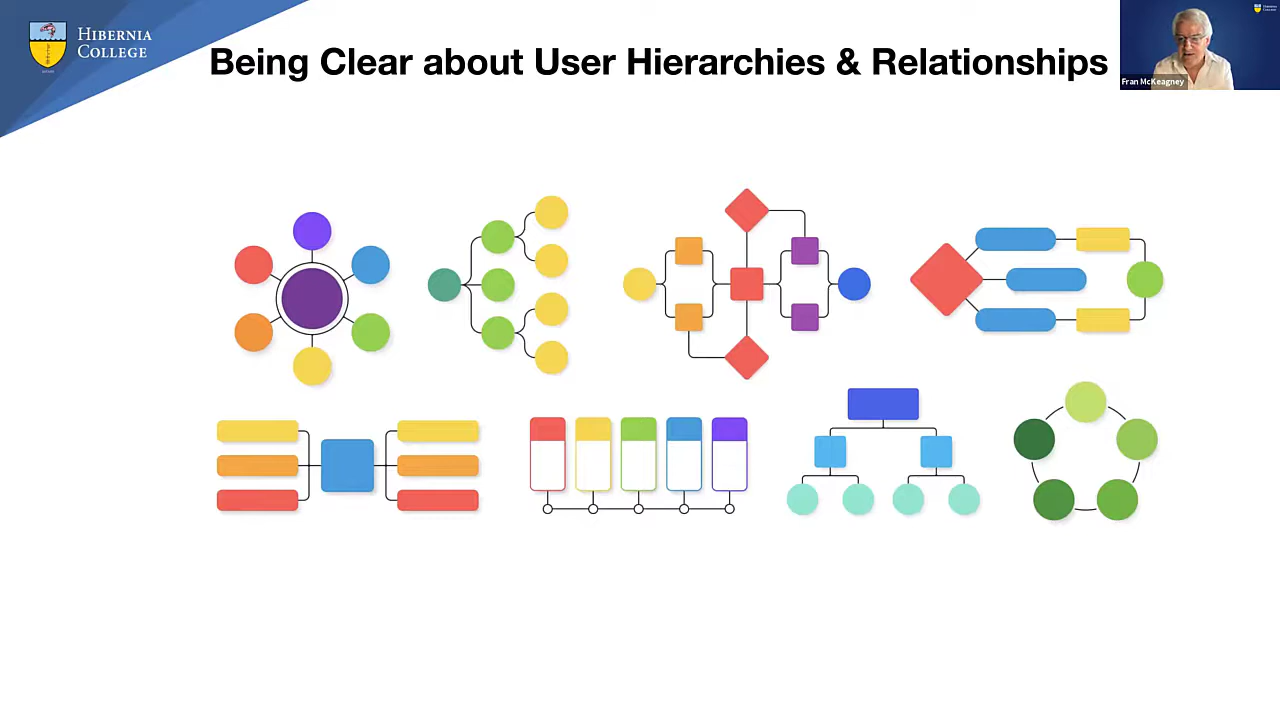 HIBERNIA
COLLEGE
Being Clear about User Hierarchies & Relationships
Fran McKeagney